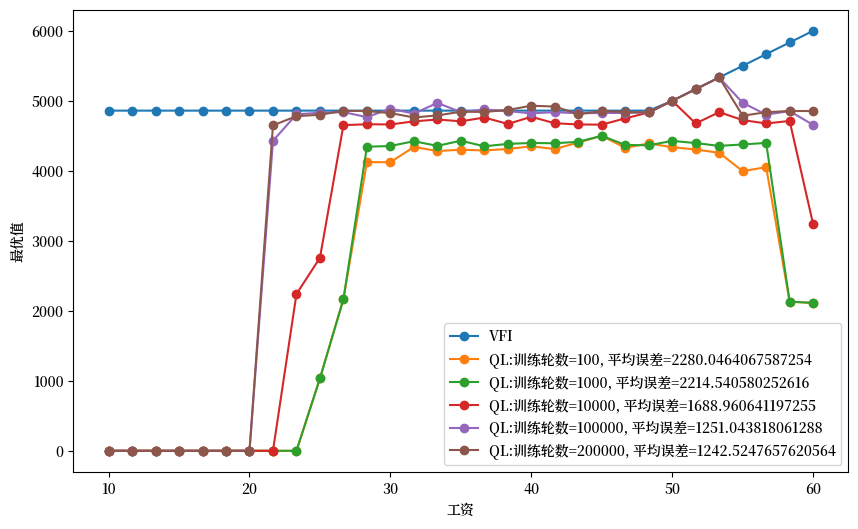 6000
5000
4000
3000
2000
1000
0
最优值
VFI
QL:训练轮数=100, 平均误差=2280.0464067587254
QL:训练轮数=1000, 平均误差=2214.540580252616
QL:训练轮数=10000, 平均误差=1688.960641197255
QL:训练轮数=100000, 平均误差=1251.043818061288
QL:训练轮数=200000, 平均误差=1242.5247657620564
10 20 30 40 50 60
工资